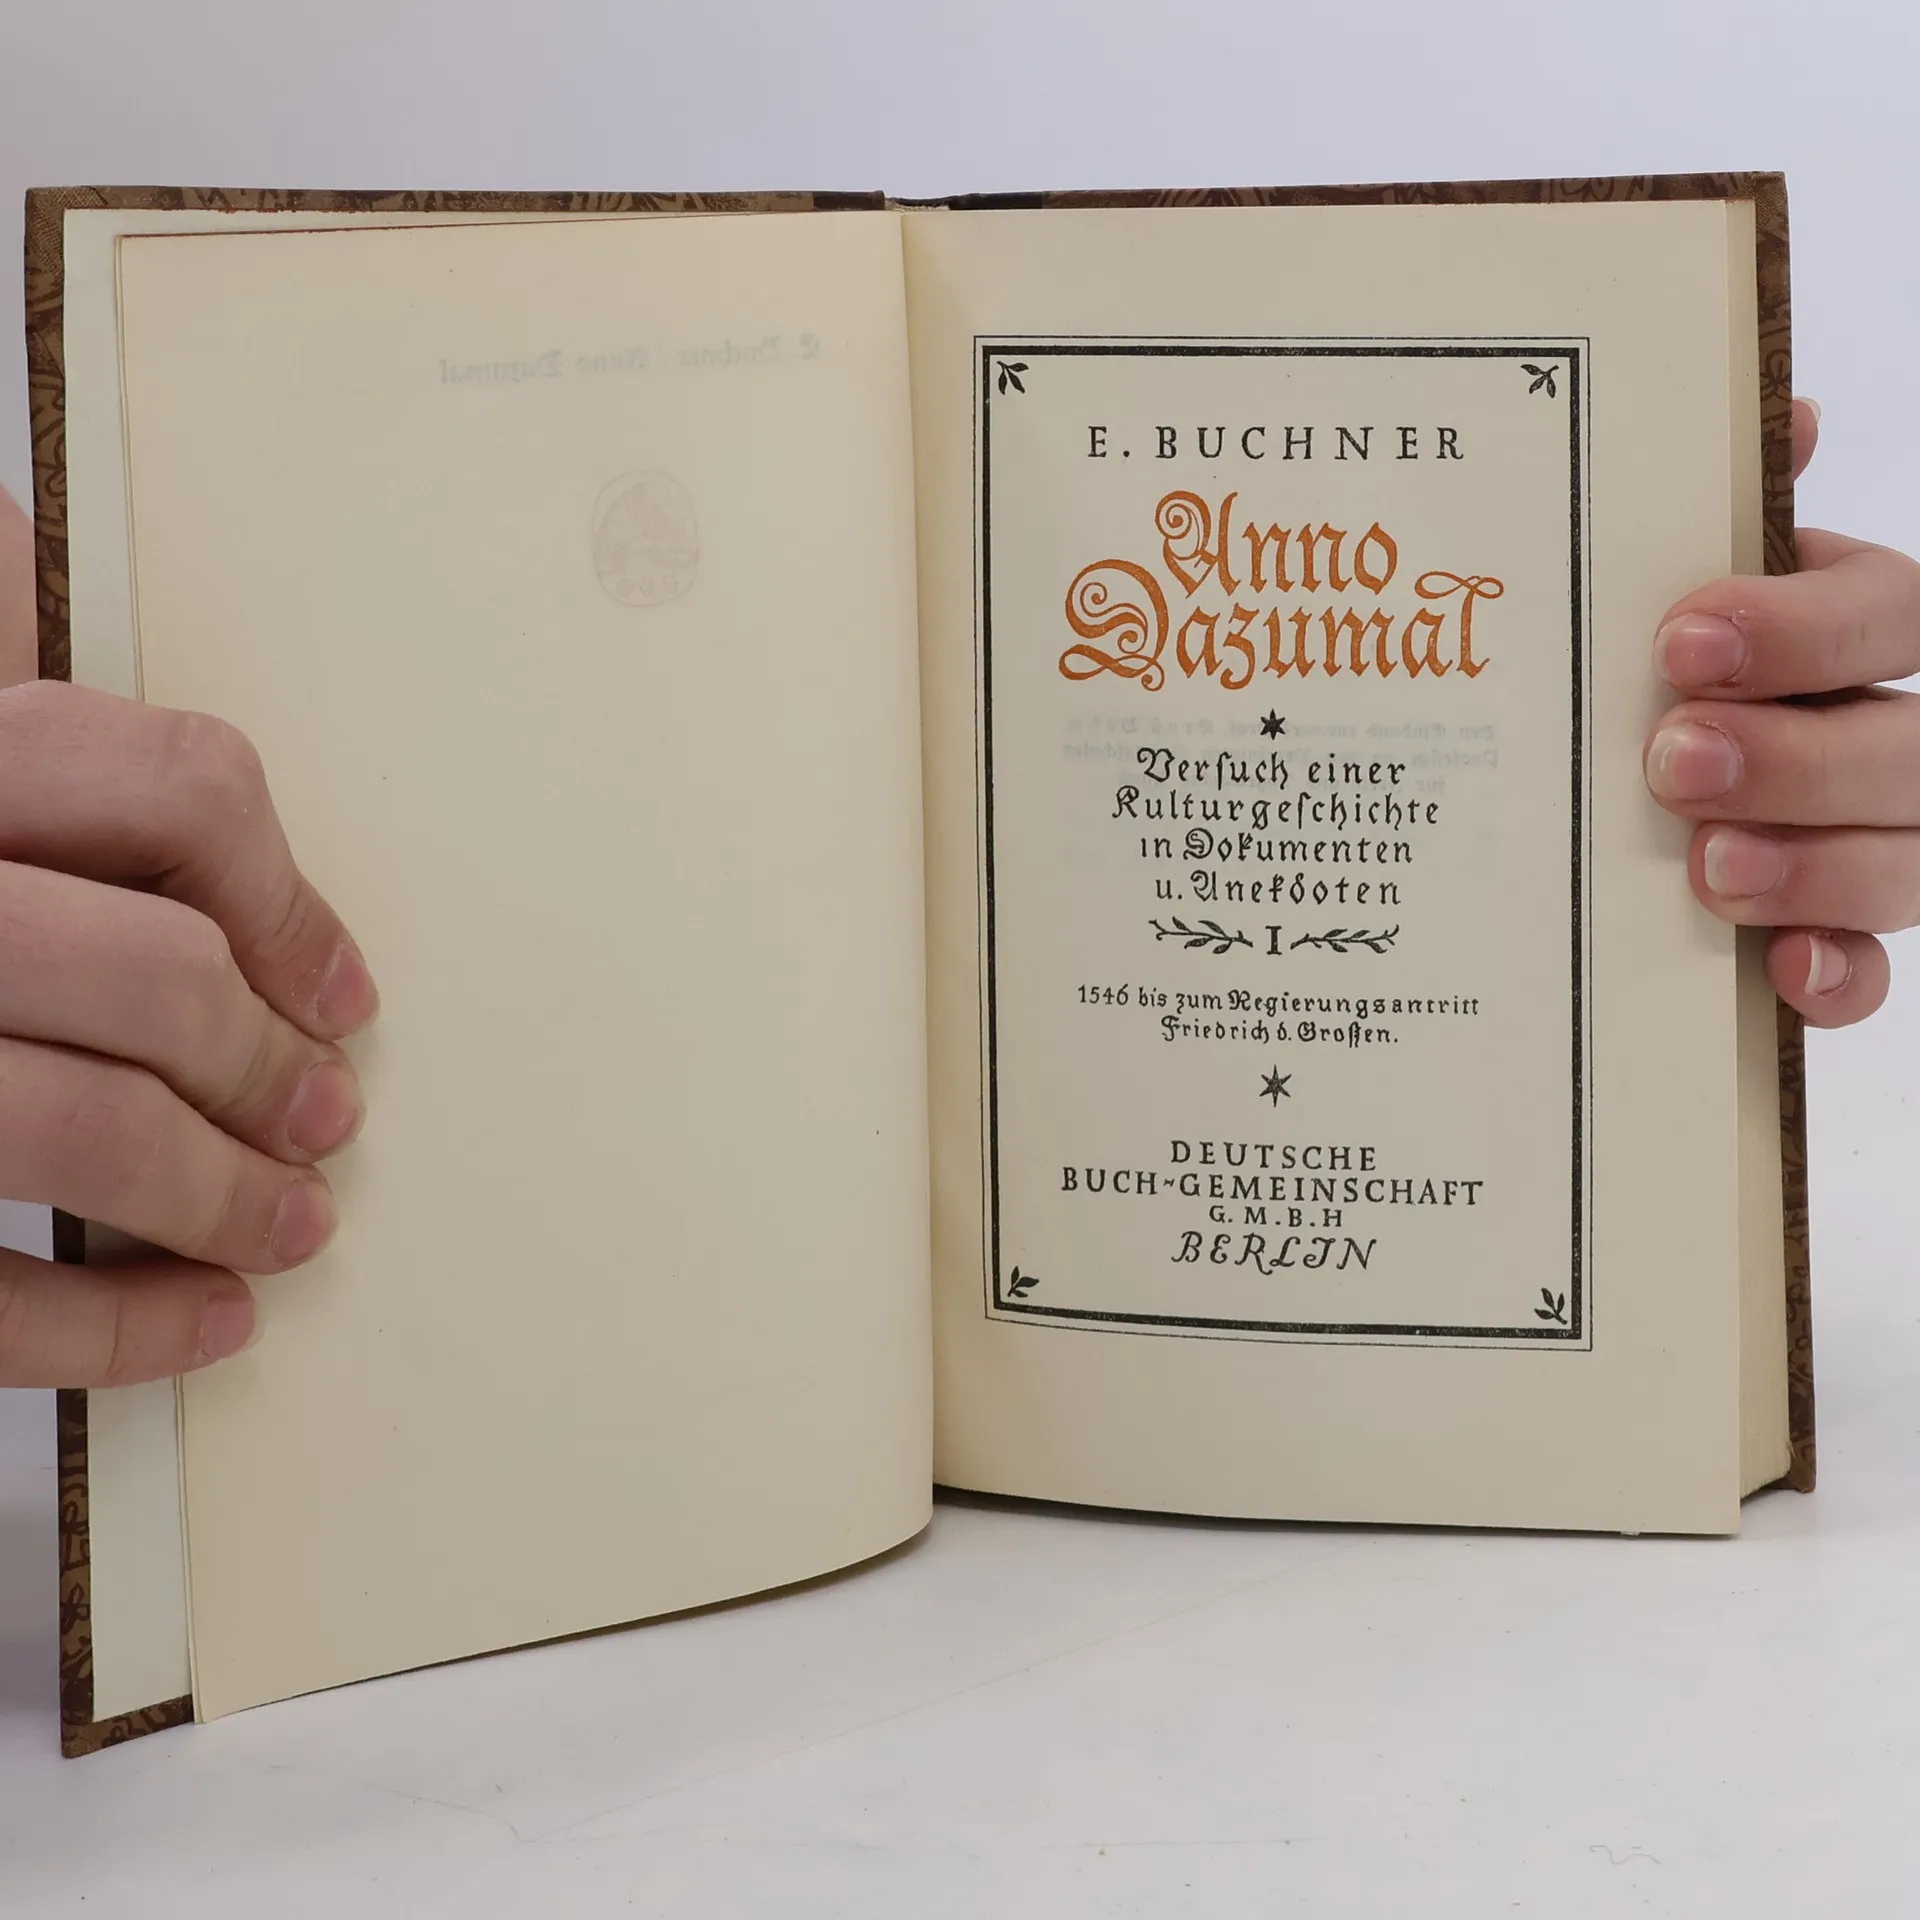 E. BUCHNER
Anno
Dazumal
Versuch einer
Kulturgeschichte
in Dokumenten
u. Anekdoten
I
1546 bis zum Regierungsantritt
Friedrich d. Großen.
DEUTSCHE
BUCH-GEMEINSCHAFT
G.M.B.H
BERLIN